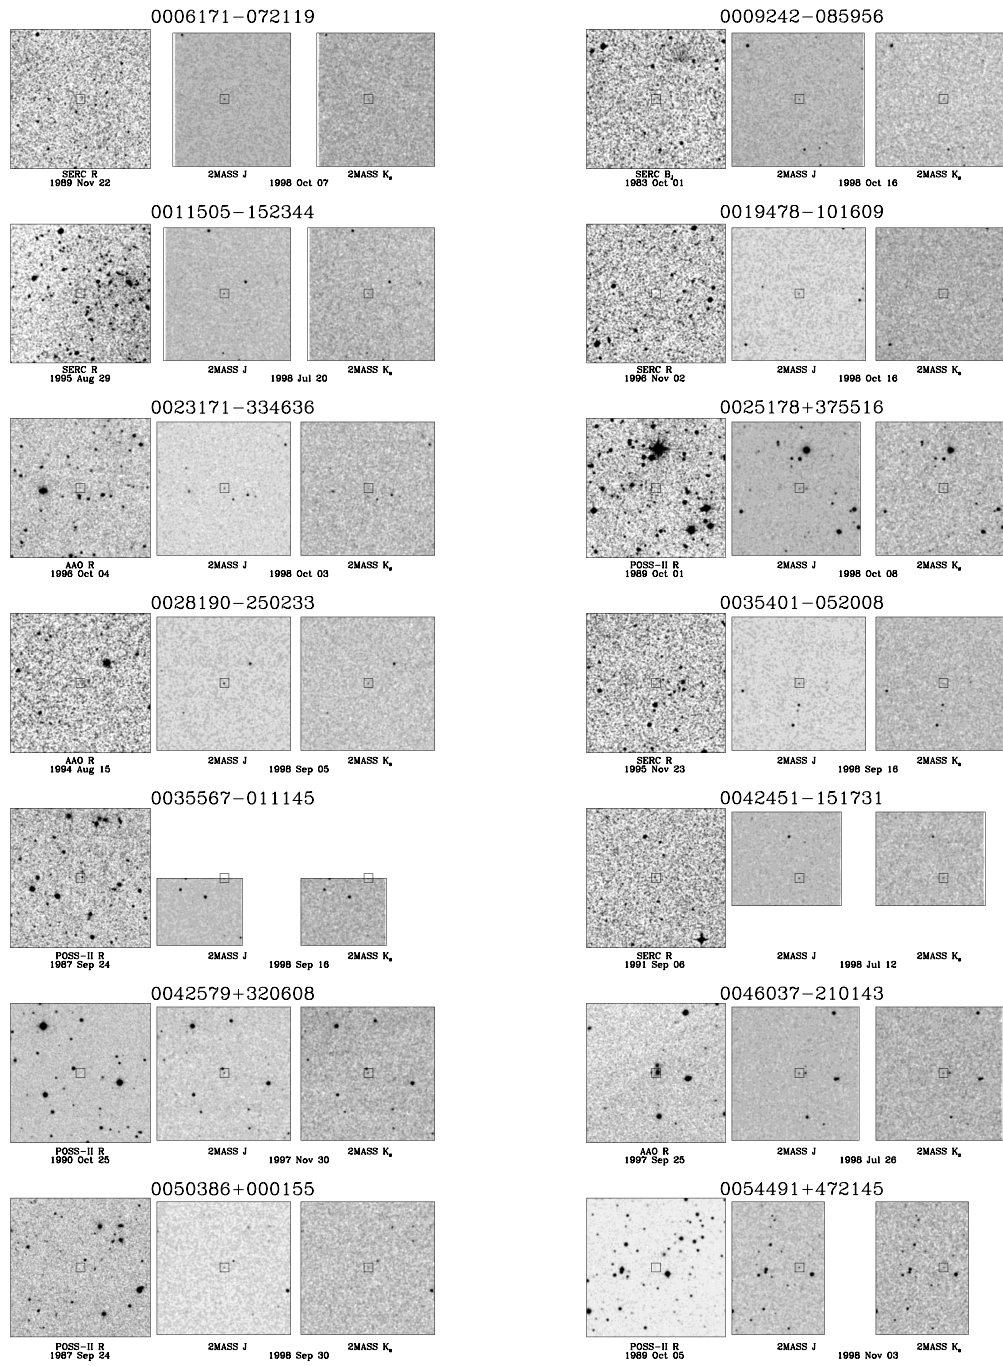 0006171−072119
SERC R
1989 Nov 22
2MASS J
1998 Oct 07
2MASS Ks
0009242−085956
SERC BJ
1983 Oct 01
2MASS J
1998 Oct 16
2MASS Ks
0011505−152344
SERC R
1995 Aug 29
2MASS J
1998 Jul 20
2MASS Ks
0019478−101609
SERC R
1996 Nov 02
2MASS J
1998 Oct 16
2MASS Ks
0023171−334636
AAO R
1996 Oct 04
2MASS J
1998 Oct 03
2MASS Ks
0025178+375516
POSS−II R
1989 Oct 01
2MASS J
1998 Oct 08
2MASS Ks
0028190−250233
AAO R
1994 Aug 15
2MASS J
1998 Sep 05
2MASS Ks
0035401−052008
SERC R
1995 Nov 23
2MASS J
1998 Sep 16
2MASS Ks
0035567−011145
POSS−II R
1987 Sep 24
2MASS J
1998 Sep 16
2MASS Ks
0042451−151731
SERC R
1991 Sep 06
2MASS J
1998 Jul 12
2MASS Ks
0042579+320608
POSS−II R
1990 Oct 25
2MASS J
1997 Nov 30
2MASS Ks
0046037−210143
AAO R
1997 Sep 25
2MASS J
1998 Jul 26
2MASS Ks
0050386+000155
POSS−II R
1987 Sep 24
2MASS J
1998 Sep 30
2MASS Ks
0054491+472145
POSS−II R
1989 Oct 05
2MASS J
1998 Nov 03
2MASS Ks